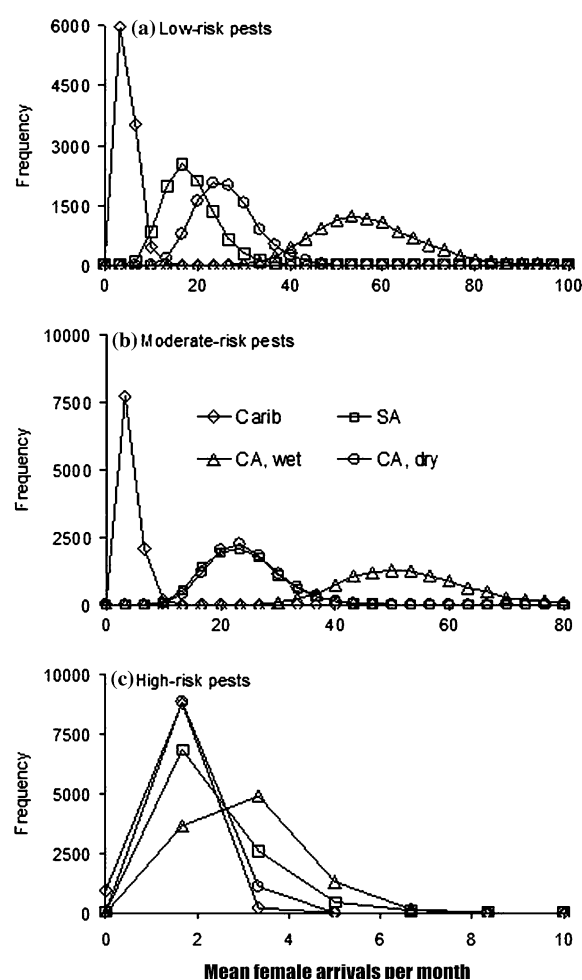 (a) Low-risk pests
6000
4500
3000
1500
0
Frequency
0 20 40 60 80 100
(b) Moderate-risk pests
10000
7500
5000
2500
0
Frequency
Carib SA
CA, wet CA, dry
0 20 40 60 80
(c) High-risk pests
10000
7500
5000
2500
0
Frequency
0 2 4 6 8 10
Mean female arrivals per month